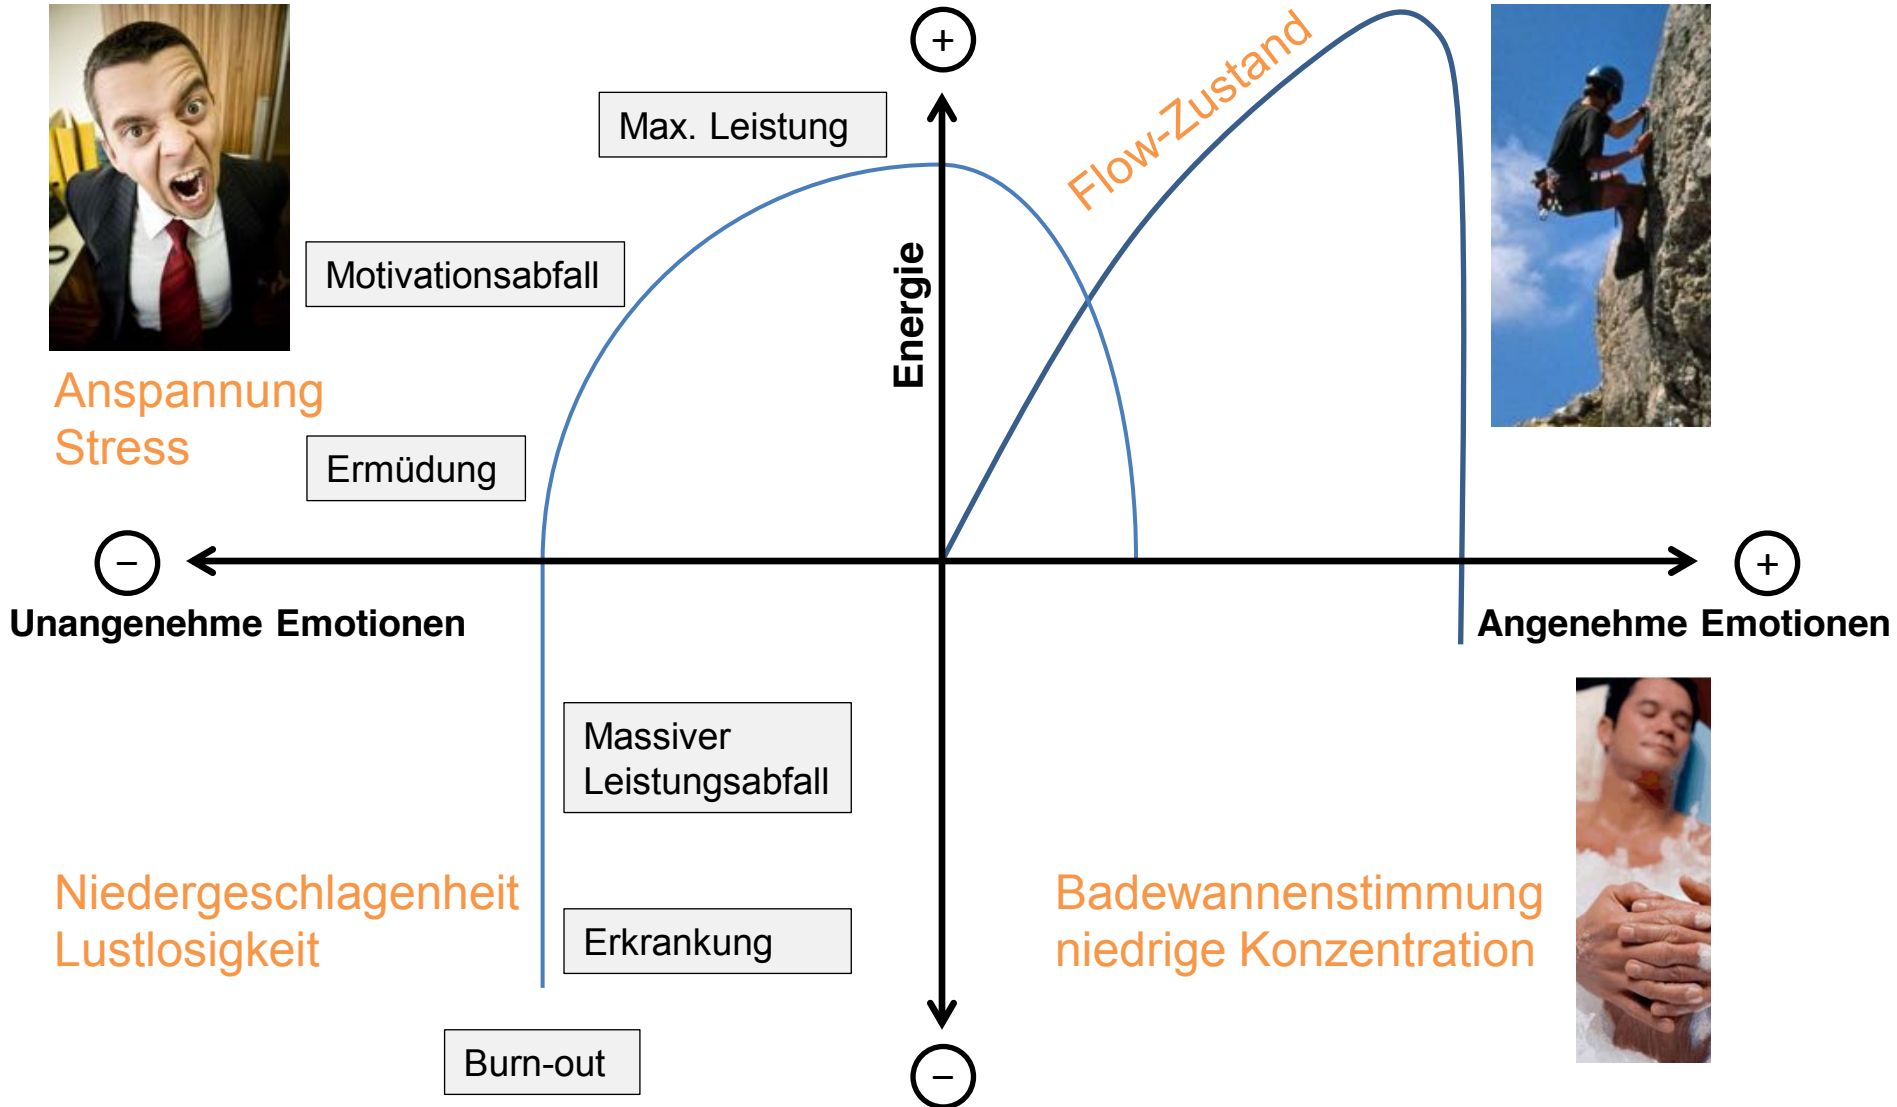 +
Flow-Zustand
Max. Leistung
Energie
Motivationsabfall
Anspannung
Stress
Ermüdung
−
+
Unangenehme Emotionen
Angenehme Emotionen
Massiver
Leistungsabfall
Niedergeschlagenheit
Lustlosigkeit
Erkrankung
Badewannenstimmung
niedrige Konzentration
Burn-out
−